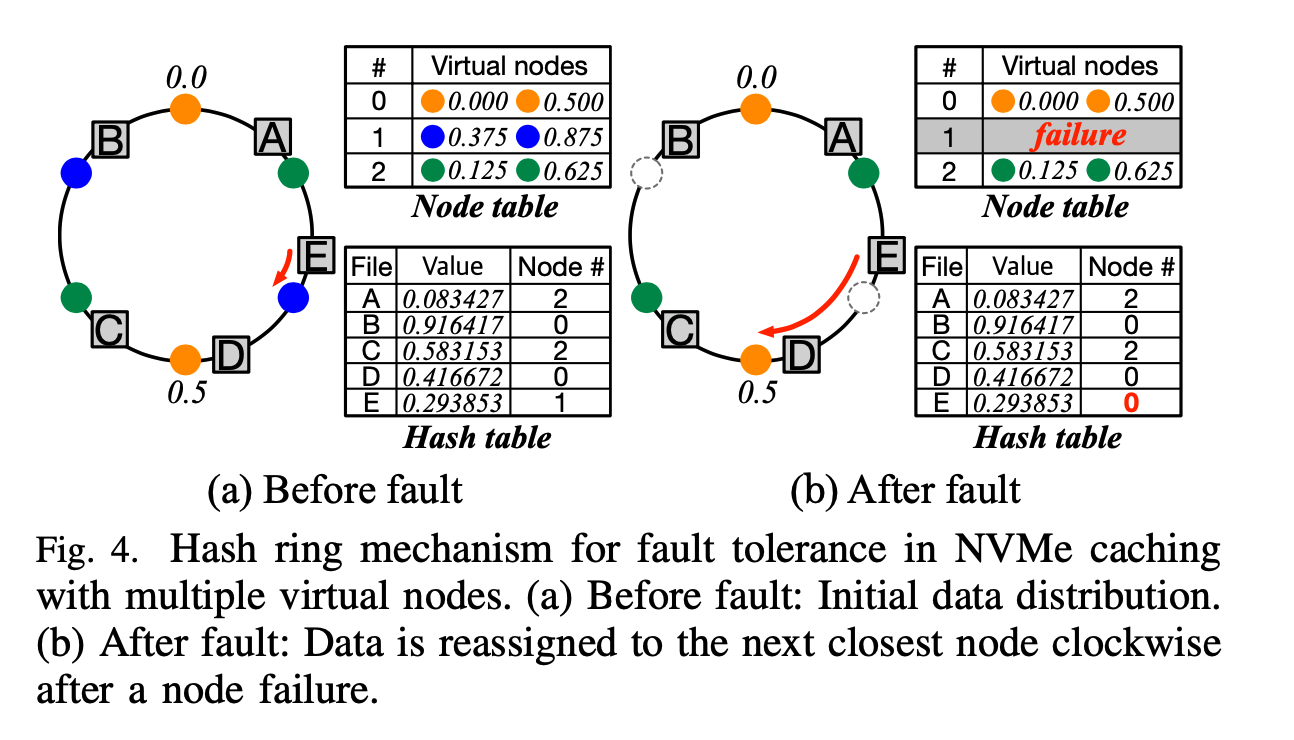 0.0
B
A
E
C
D
0.5
# Virtual nodes
0 0.000 0.500
1 0.375 0.875
2 0.125 0.625
Node table
File Value Node #
A 0.083427 2
B 0.916417 0
C 0.583153 2
D 0.416672 0
E 0.293853 1
Hash table
(a) Before fault
0.0
B
A
E
C
D
0.5
# Virtual nodes
0 0.000 0.500
1 failure
2 0.125 0.625
Node table
File Value Node #
A 0.083427 2
B 0.916417 0
C 0.583153 2
D 0.416672 0
E 0.293853 0
Hash table
(b) After fault
Fig. 4. Hash ring mechanism for fault tolerance in NVMe caching
with multiple virtual nodes. (a) Before fault: Initial data distribution.
(b) After fault: Data is reassigned to the next closest node clockwise
after a node failure.